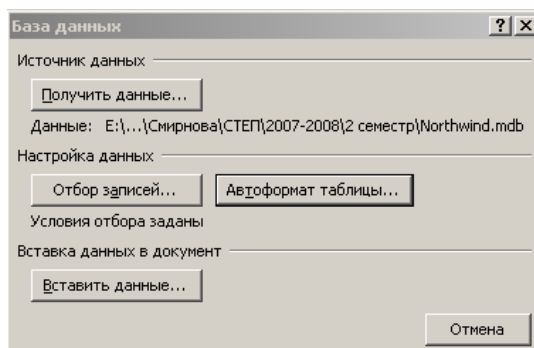 База данных
Источник данных
Получить данные...
Данные: E:\...\Смирнова\СТЕП\2007-2008\2 семестр\Northwind.mdb
Настройка данных
Отбор записей... Автоформат таблицы...
Условия отбора заданы
Вставка данных в документ
Вставить данные...
Отмена